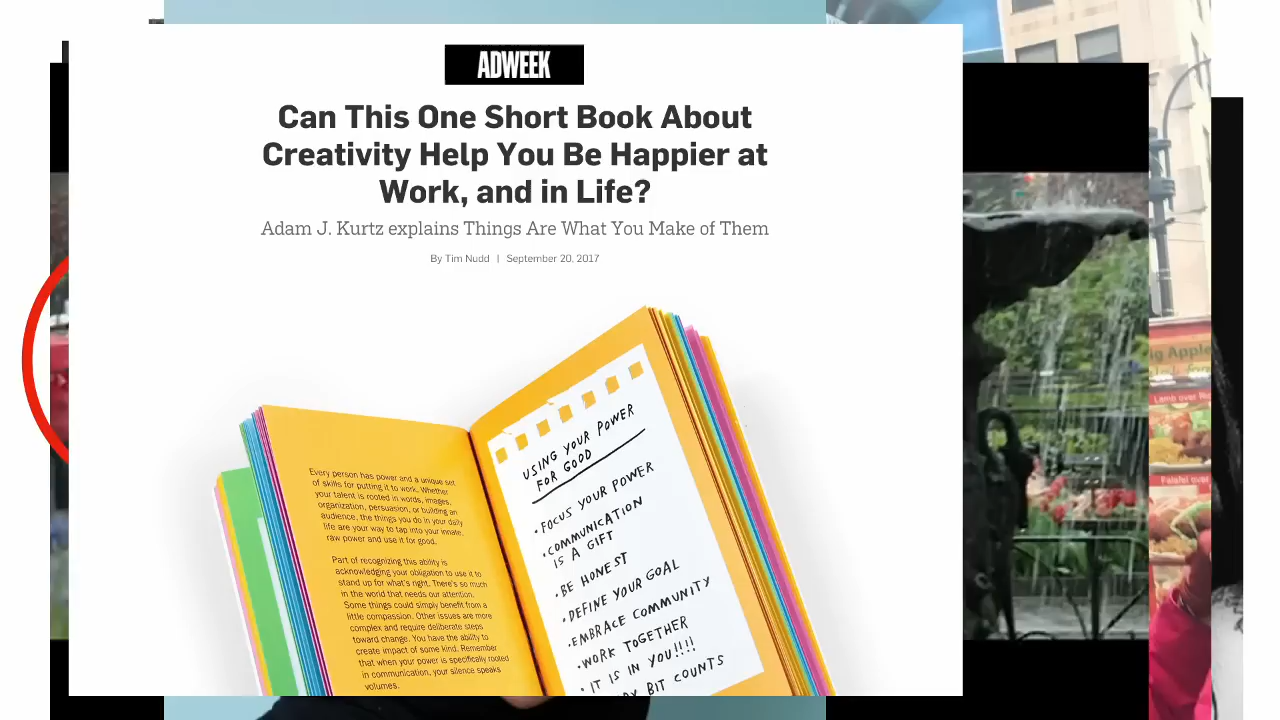 ADWEEK
Can This One Short Book About
Creativity Help You Be Happier at
Work, and in Life?
Adam J. Kurtz explains Things Are What You Make of Them
By Tim Nudd | September 20, 2017
Every person has power and a unique set
of skills for putting it to work. Whether
your talent is rooted in words, images,
organization, persuasion, or building an
audience, the things you do in your daily
life are your way to tap into your innate,
raw power and use it for good.
Part of recognizing this ability is
acknowledging your obligation to use it to
stand up for what's right. There's so much
in the world that needs our attention.
Some things could simply benefit from a
little compassion. Other issues are more
complex and require deliberate steps
toward change. You have the ability to
create impact of some kind. Remember
that when your power is specifically rooted
in communication, your silence speaks
volumes.
USING YOUR POWER
FOR GOOD
• FOCUS YOUR POWER
• COMMUNICATION
IS A GIFT
• BE HONEST
• DEFINE YOUR GOAL
• EMBRACE COMMUNITY
• WORK TOGETHER
• IT IS IN YOU!!!!
BIT COUNTS
Apple
Lamb over
Falafel over